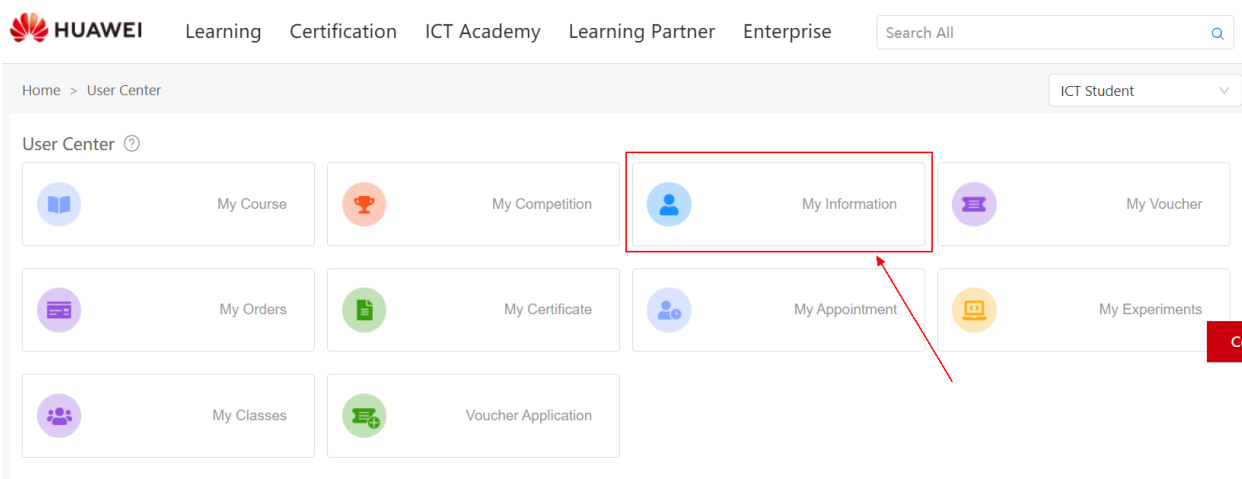 HUAWEI Learning Certification ICT Academy Learning Partner Enterprise Search All
Home > User Center ICT Student
User Center ?
My Course My Competition My Information My Voucher
My Orders My Certificate My Appointment My Experiments
My Classes Voucher Application